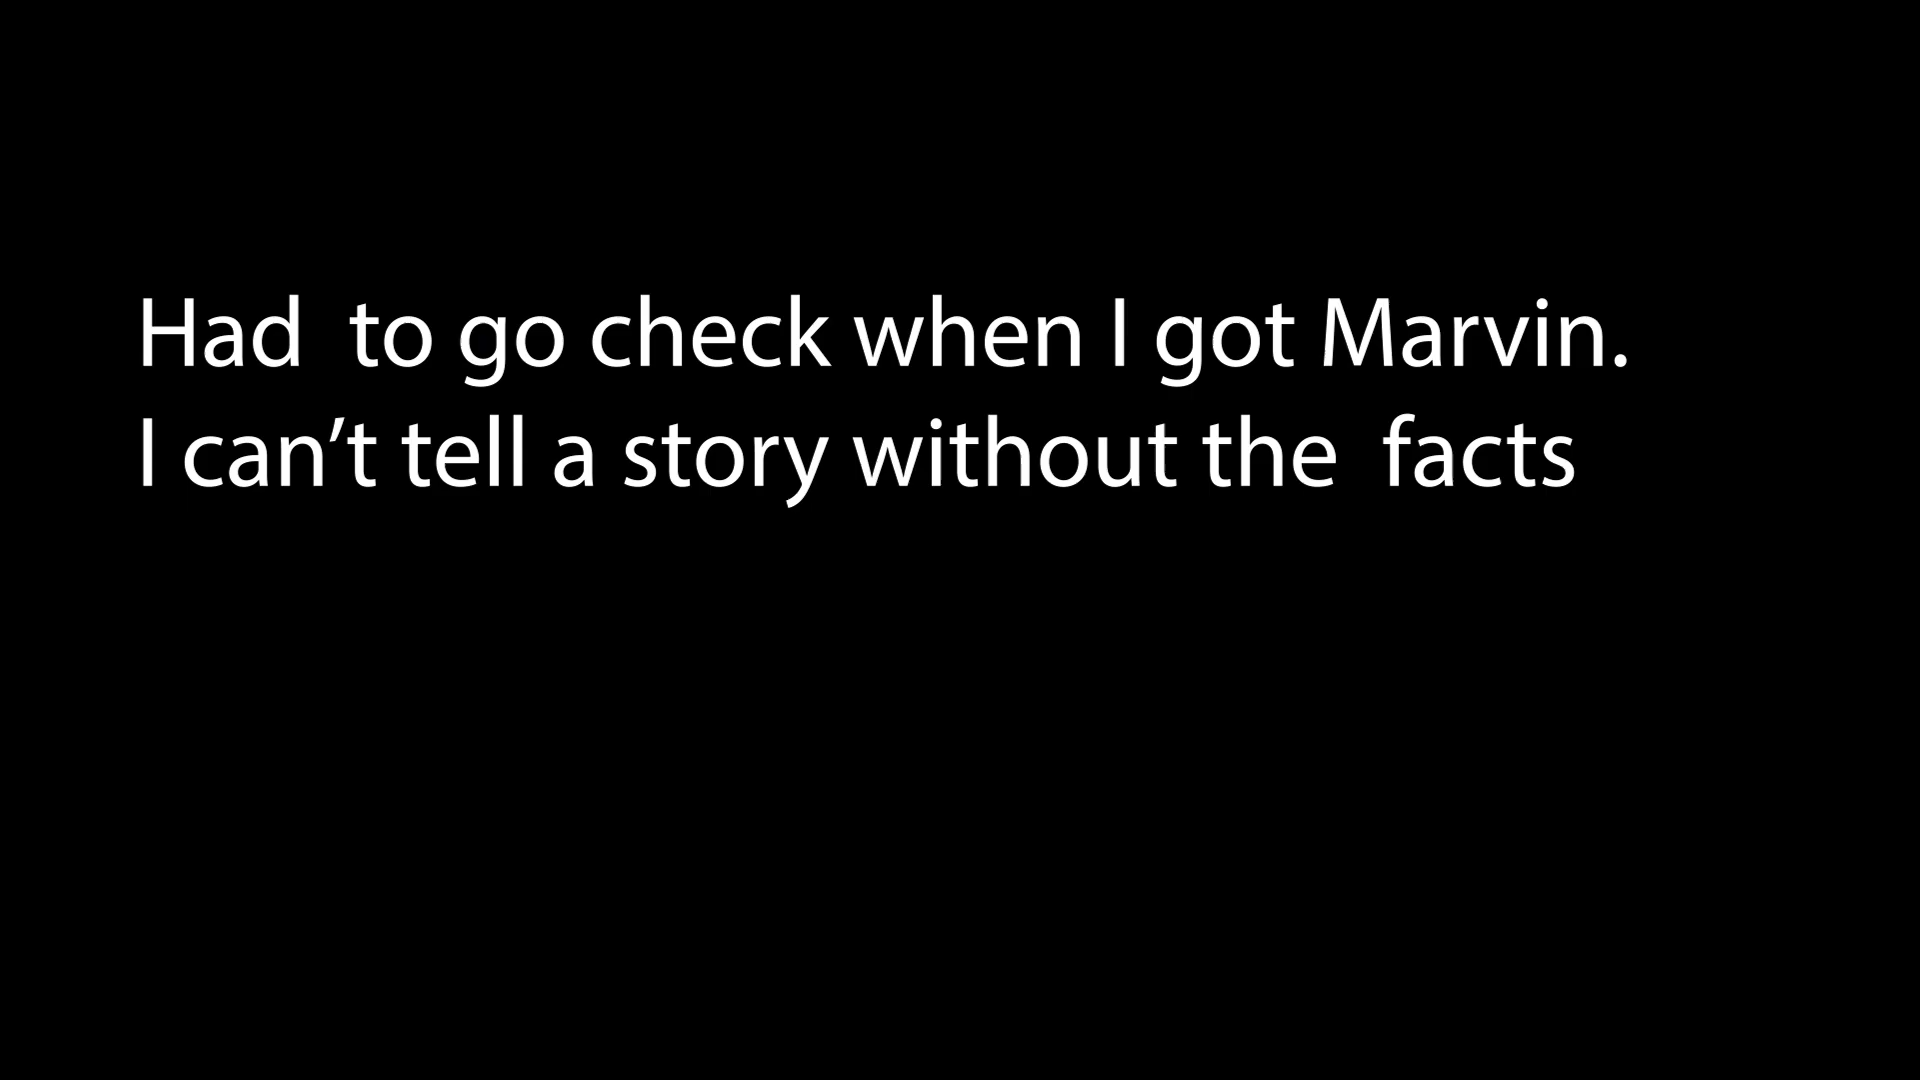 Had  to go check when I got Marvin.
I can’t tell a story without the  facts